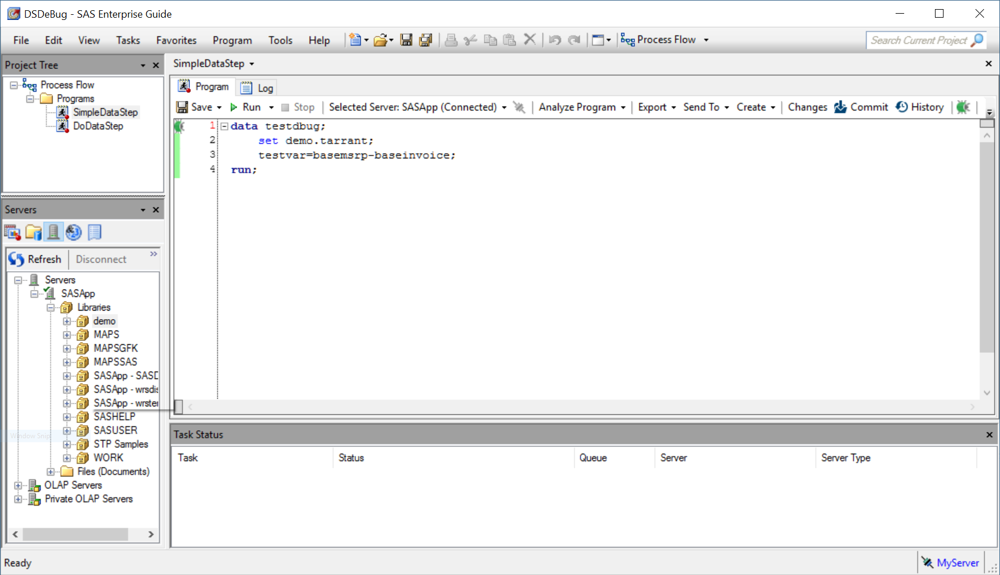 DSDeBug - SAS Enterprise Guide
File Edit View Tasks Favorites Program Tools Help Process Flow Search Current Project
Project Tree
Process Flow
Programs
SimpleDataStep
DoDataStep
SimpleDataStep
Program Log
Save Run Stop Selected Server: SASApp (Connected) Analyze Program Export Send To Create Changes Commit History
1 data testdbug;
2 set demo.tarrant;
3 testvar=basemsrp-baseinvoice;
4 run;
Servers
Refresh Disconnect »
Servers
SASApp
Libraries
demo
MAPS
MAPSGFK
MAPSSAS
SASApp - SASD
SASApp - wrsdis
SASApp - wrster
SASHELP
SASUSER
Window Snip
STP Samples
WORK
Files (Documents)
OLAP Servers
Private OLAP Servers
Task Status
Task Status Queue Server Server Type
Ready
MyServer